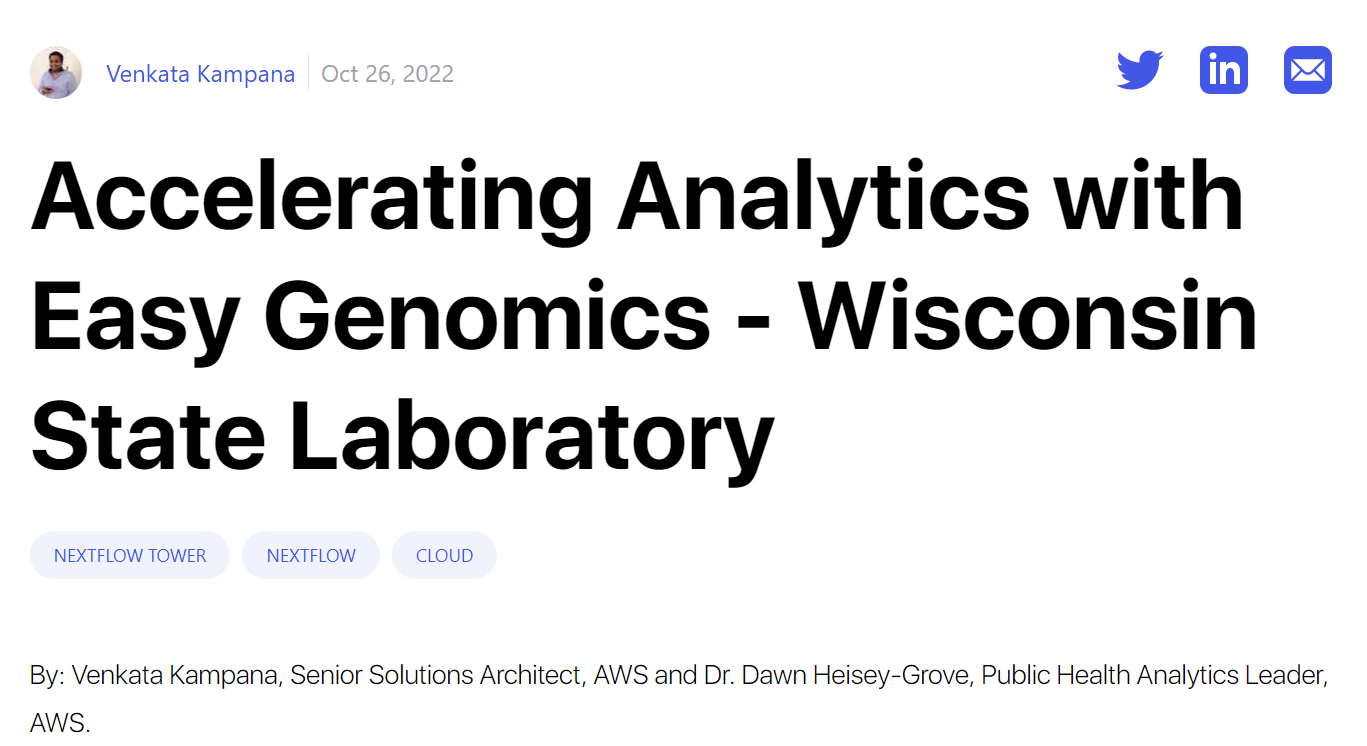 Venkata Kampana Oct 26, 2022
in
Accelerating Analytics with
Easy Genomics - Wisconsin
State Laboratory
NEXTFLOW TOWER NEXTFLOW CLOUD
By: Venkata Kampana, Senior Solutions Architect, AWS and Dr. Dawn Heisey-Grove, Public Health Analytics Leader,
AWS.